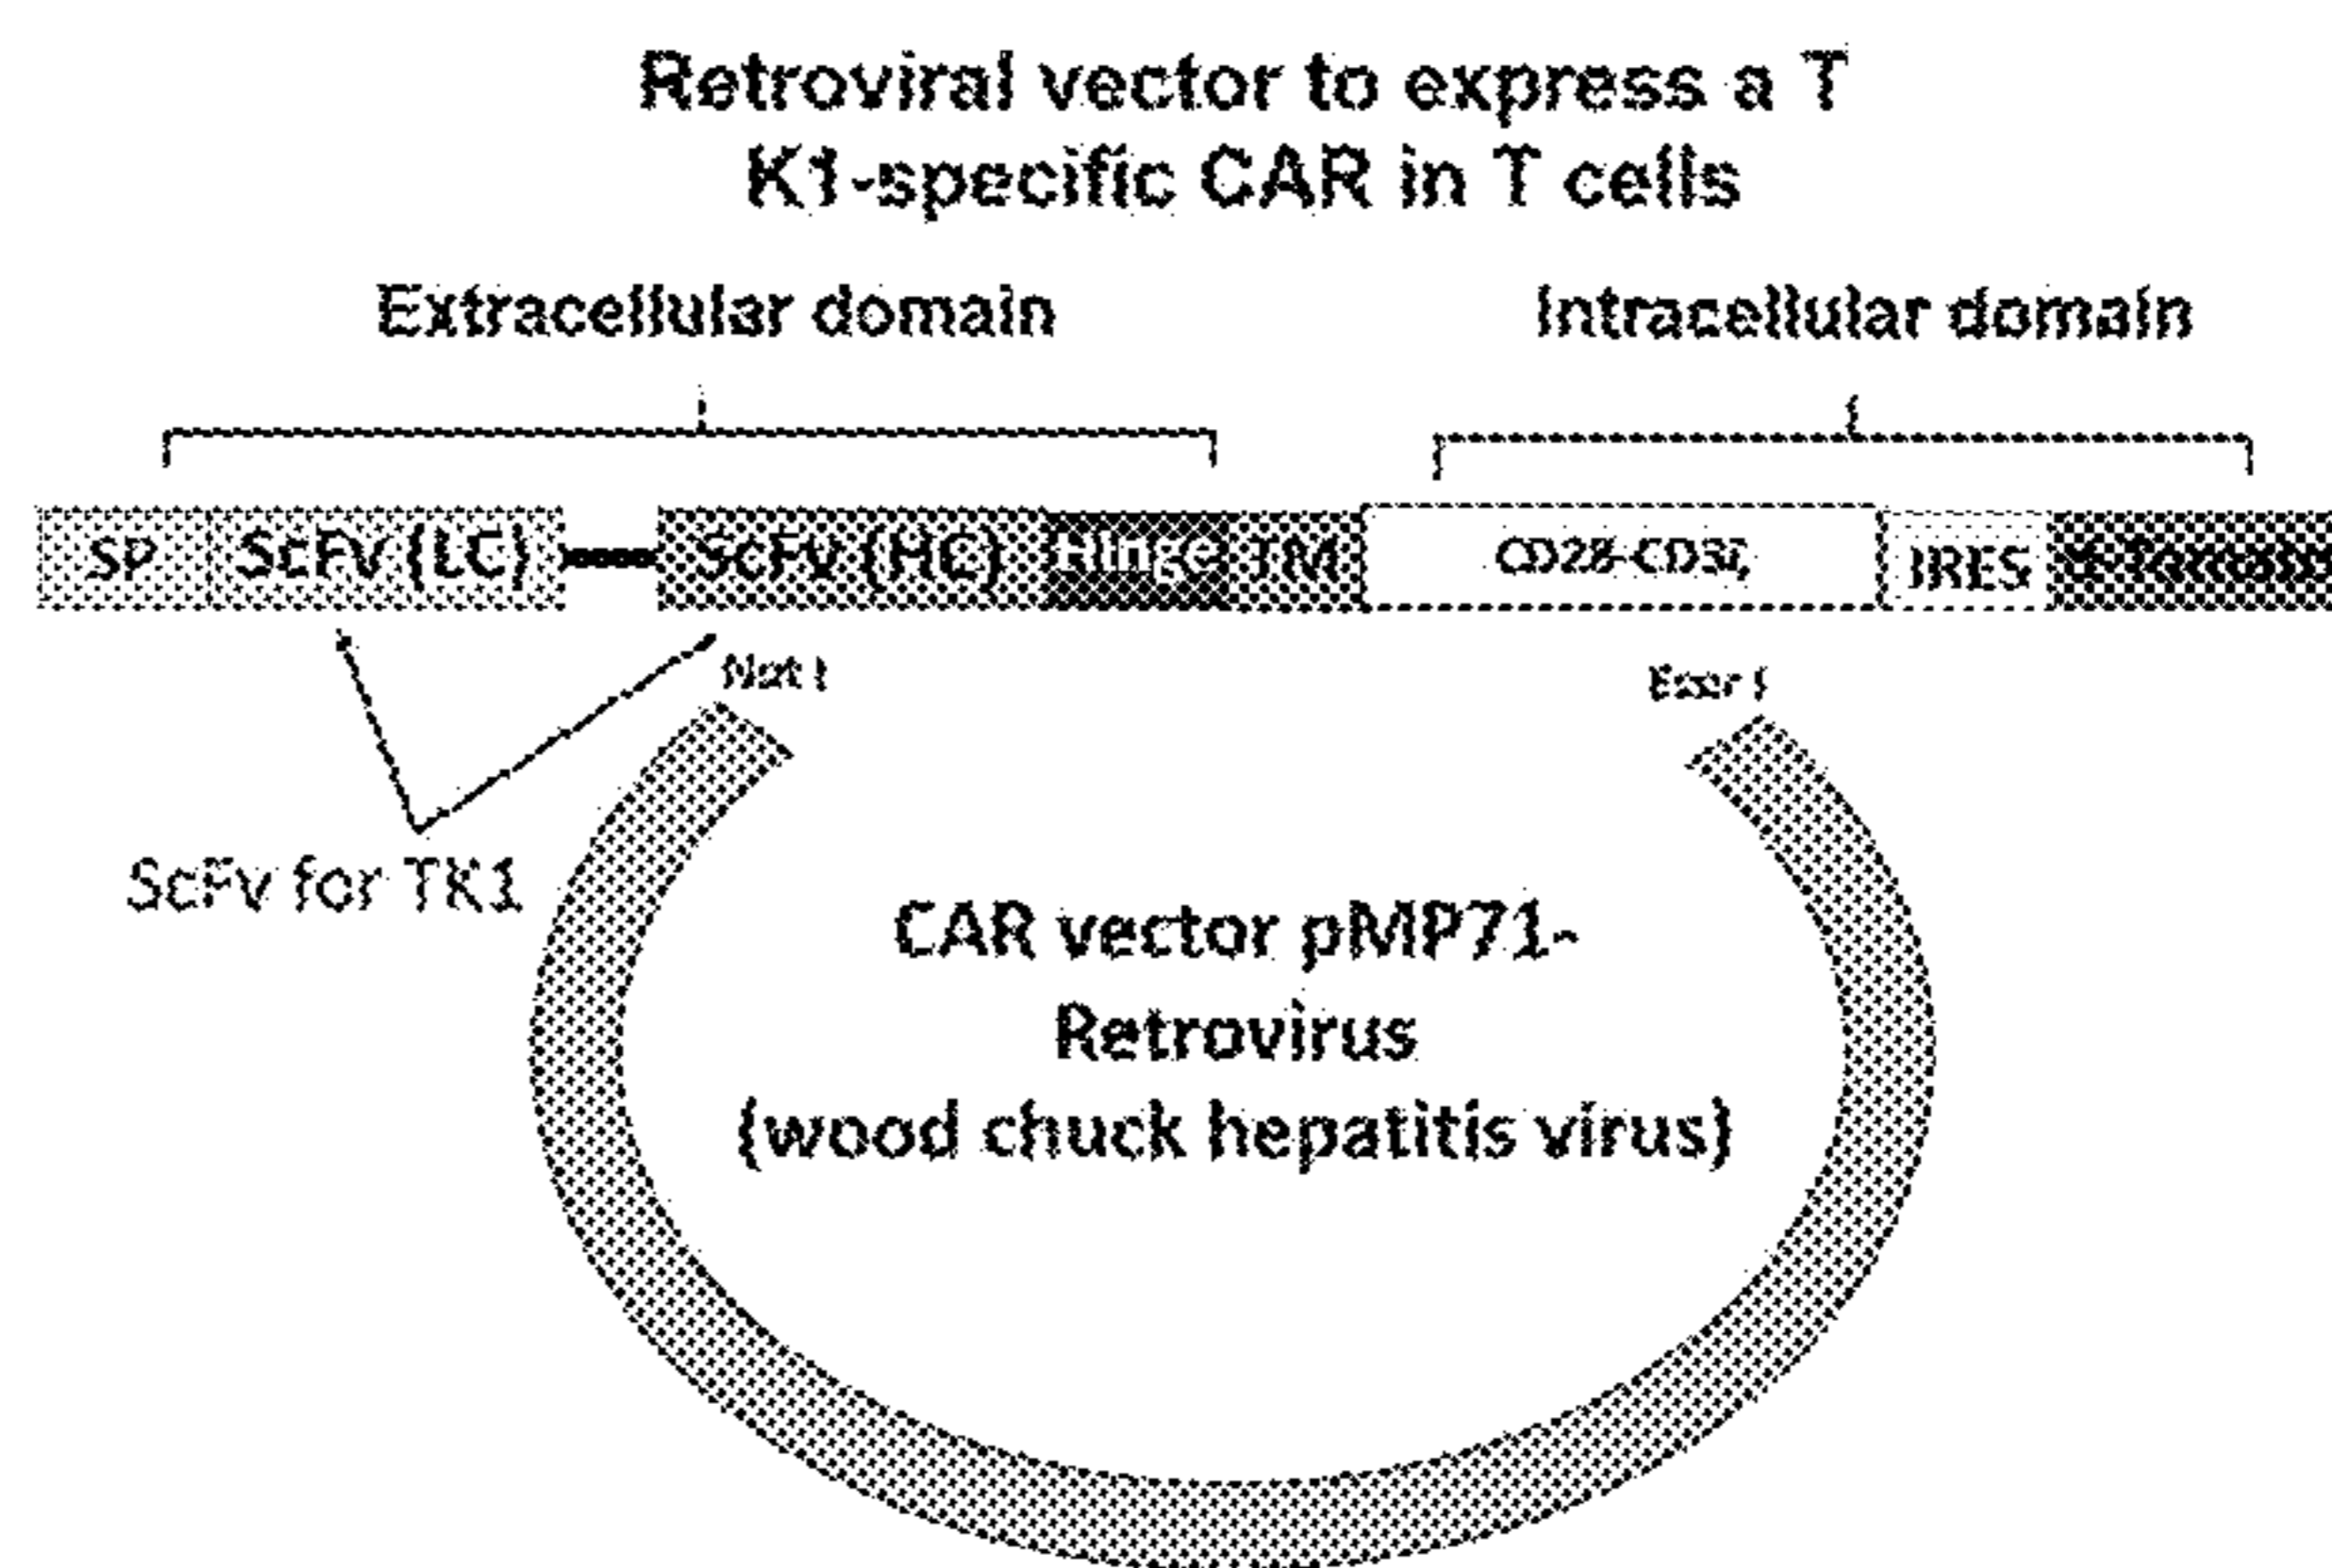 Retroviral vector to express a T
K1-specific CAR in T cells
Extracellular domain
Intracellular domain
SP
ScFv (LC)
ScFv (HC)
Hinge
TM
CD28-CD3ζ
IRES
Not I
Ecor I
ScFv for TK1
CAR vector pMP71-
Retrovirus
(wood chuck hepatitis virus)